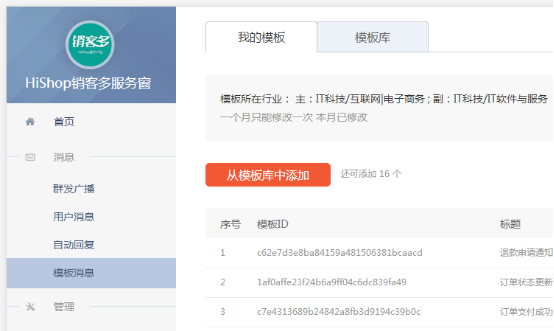 销客多
HiShop销客多服务窗
首页
消息
群发广播
用户消息
自动回复
模板消息
管理
我的模板
模板库
模板所在行业： 主：IT科技/互联网|电子商务 ; 副：IT科技/IT软件与服务
一个月只能修改一次 本月已修改
从模板库中添加
还可添加 16 个
序号 模板ID 标题
1 c62e7d3e8ba84159a481506381bcaacd 退款申请通知
2 1af0affe23f24b6a9ff04c6dc839fa49 订单状态更新
3 c7e4313689b24842a8fb3d9194c39b0c 订单支付成功